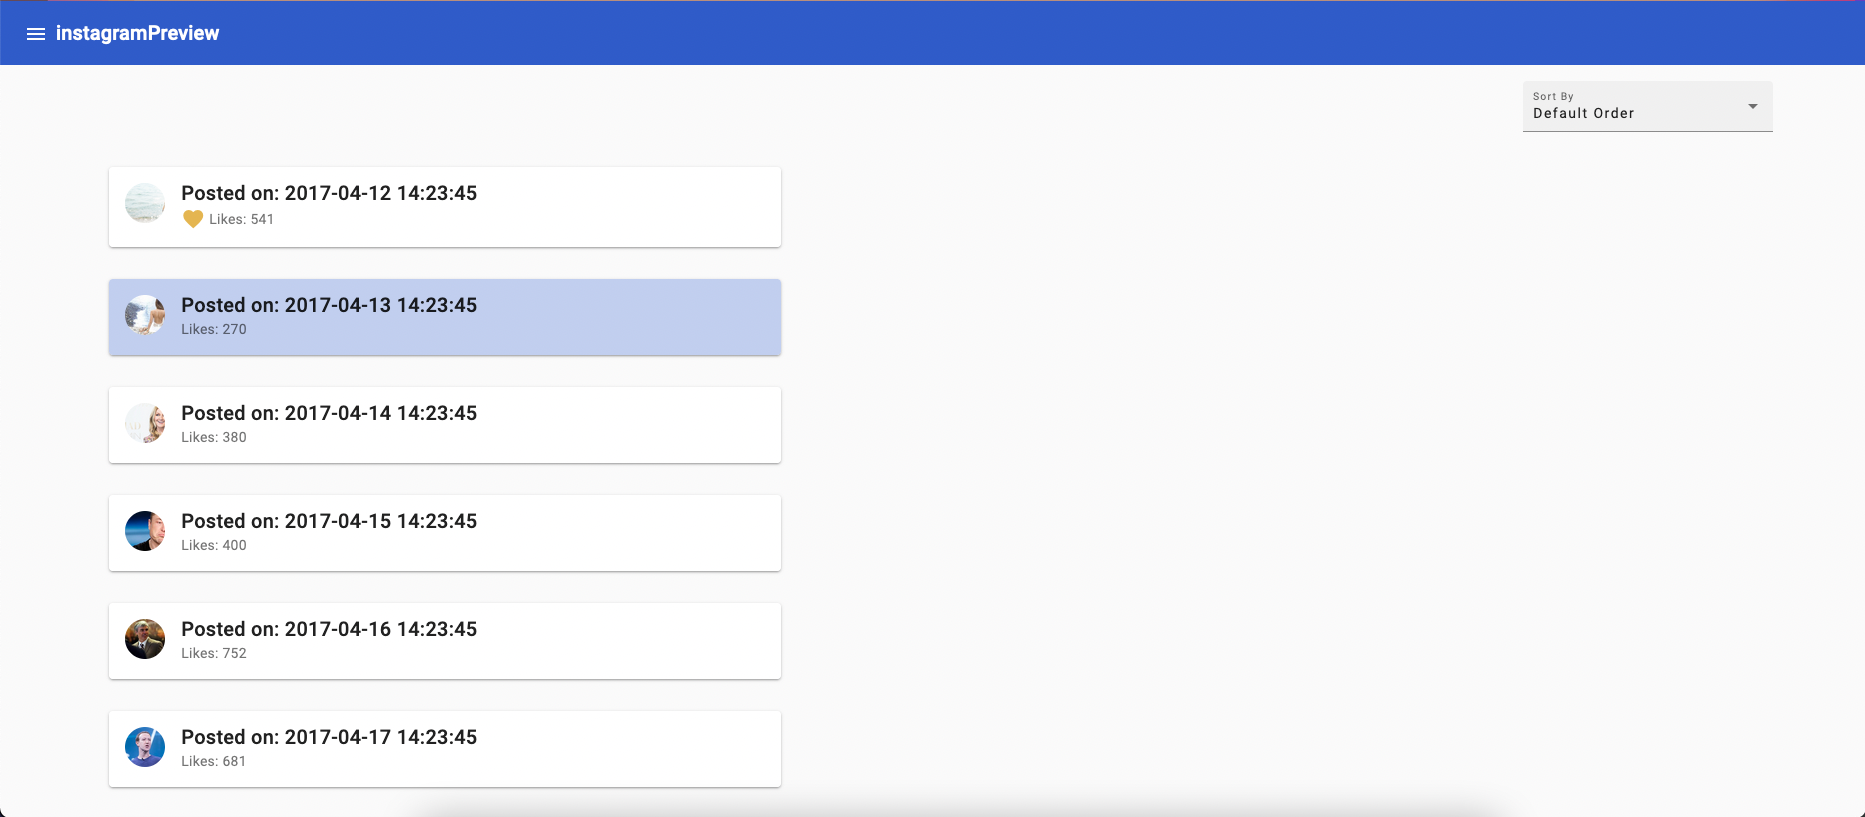 instagramPreview
Sort By
Default Order
Posted on: 2017-04-12 14:23:45
Likes: 541
Posted on: 2017-04-13 14:23:45
Likes: 270
Posted on: 2017-04-14 14:23:45
Likes: 380
Posted on: 2017-04-15 14:23:45
Likes: 400
Posted on: 2017-04-16 14:23:45
Likes: 752
Posted on: 2017-04-17 14:23:45
Likes: 681